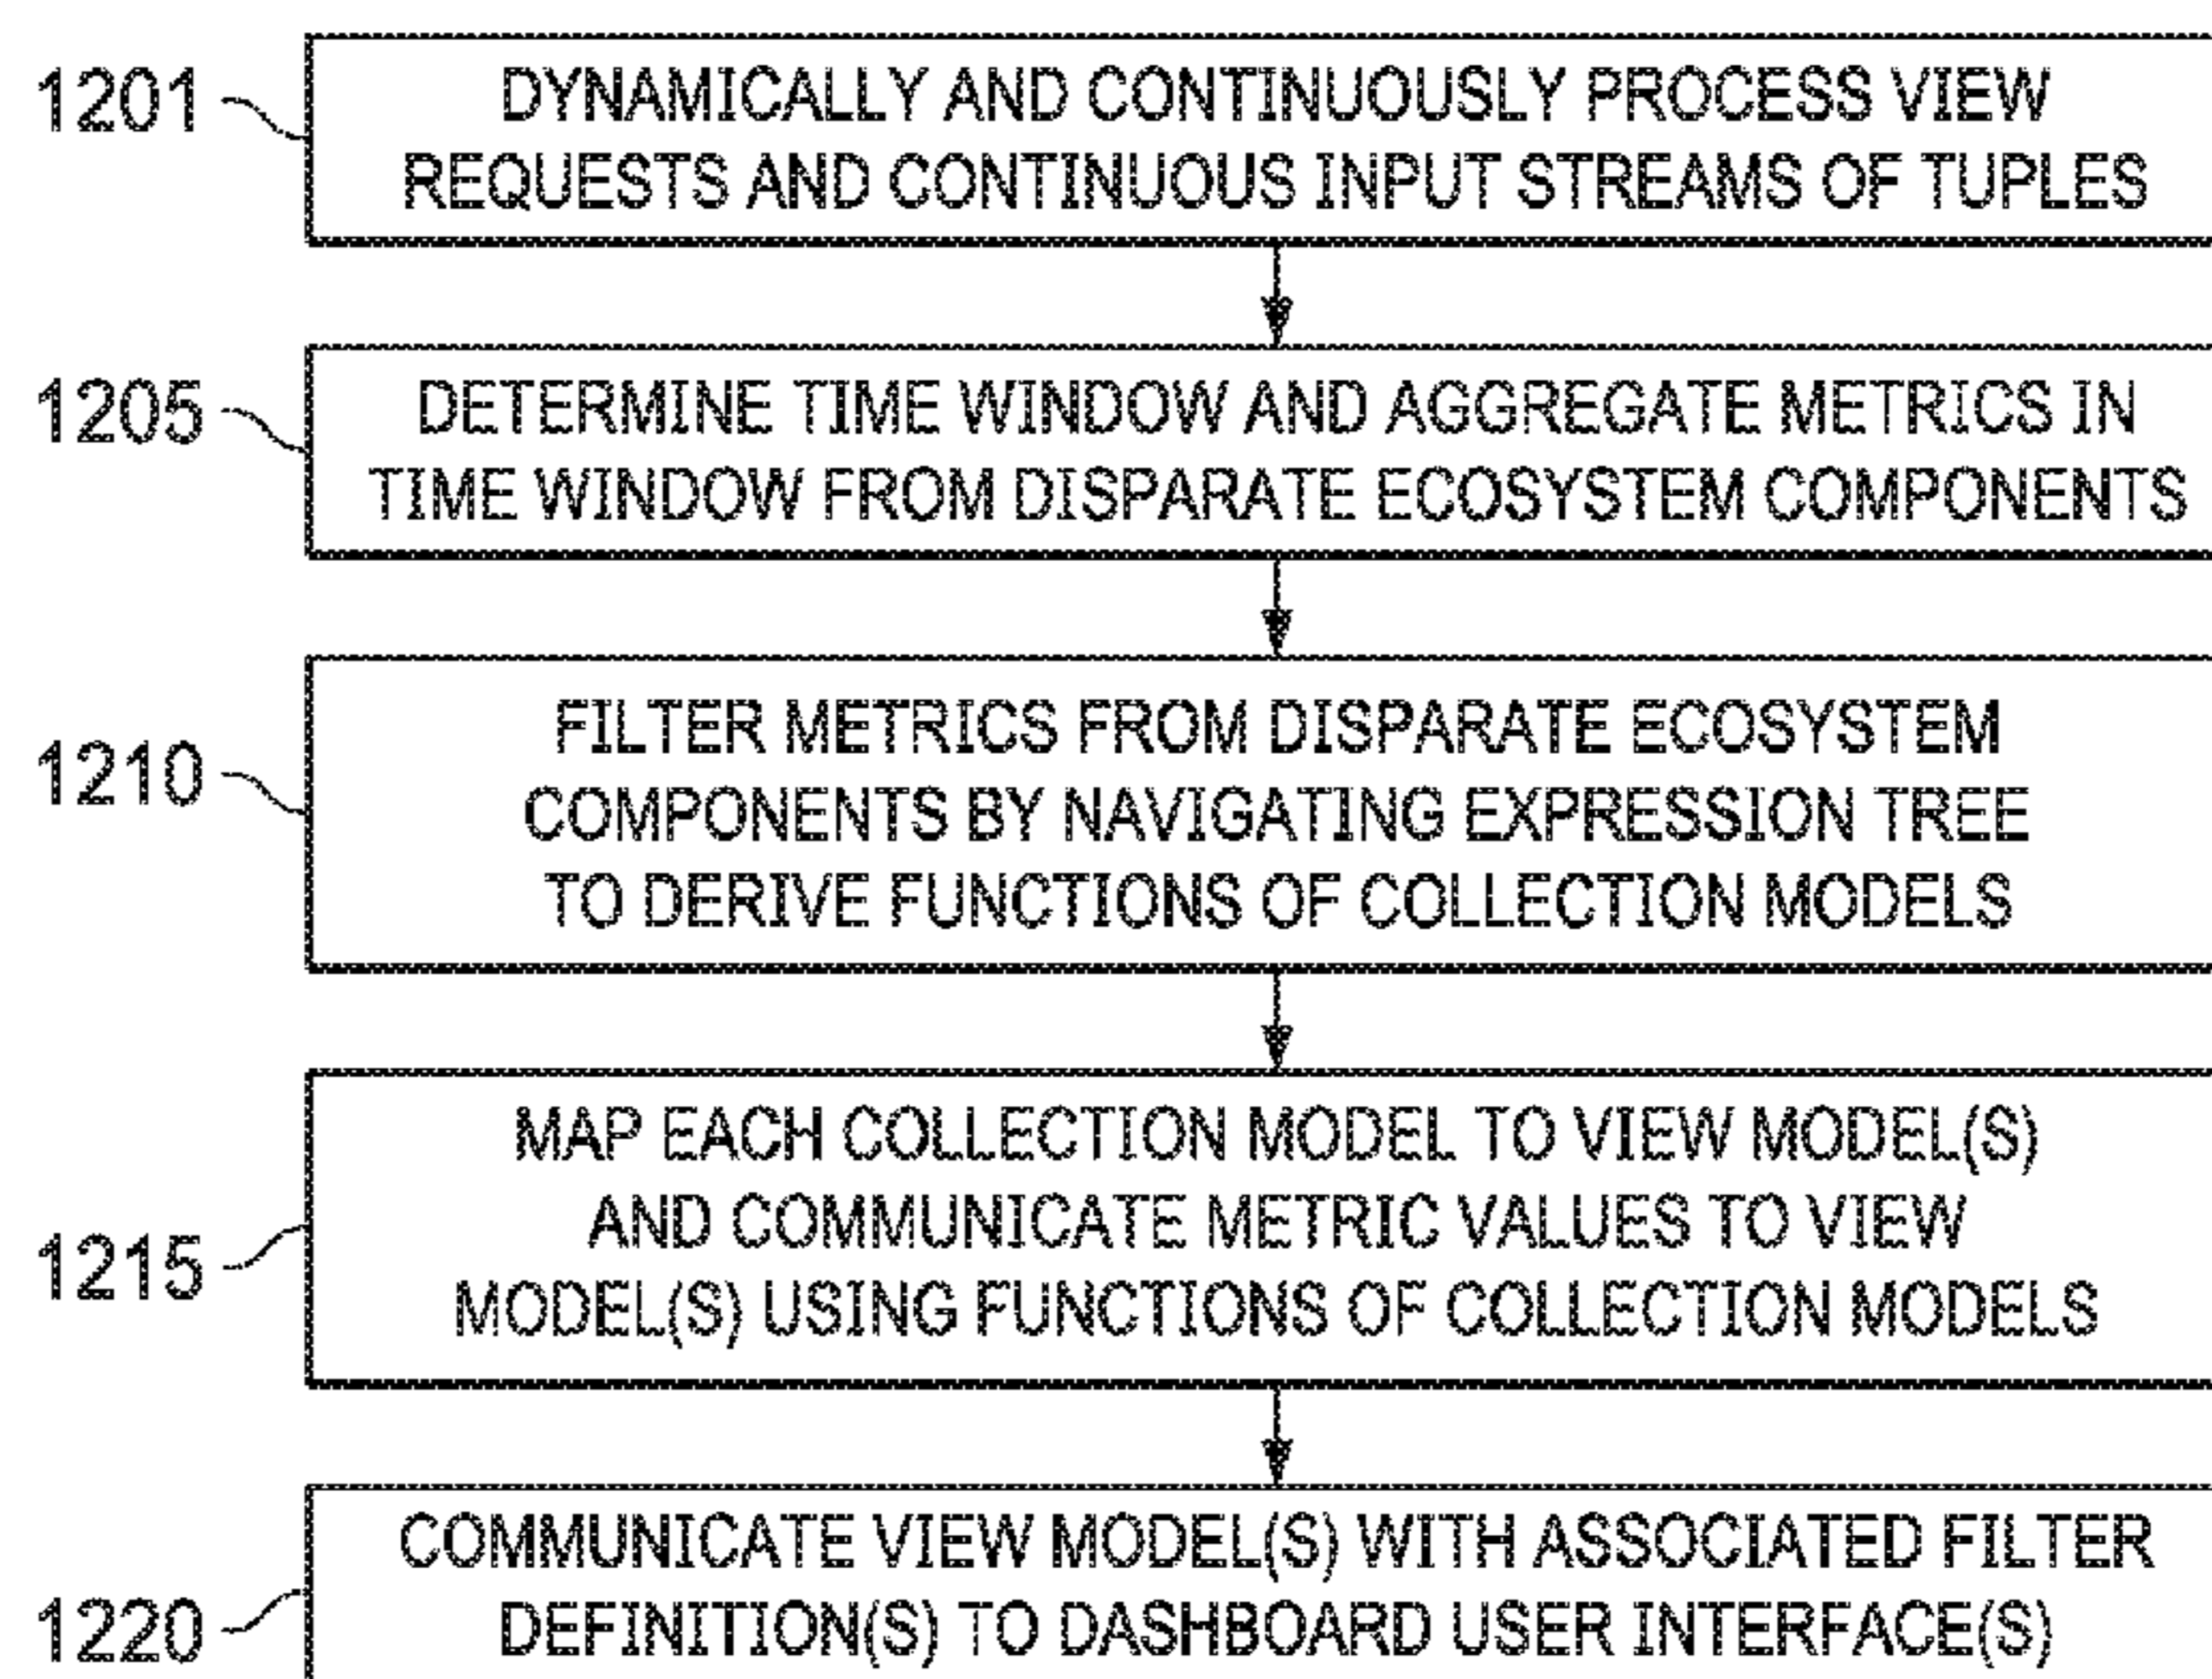 1201
DYNAMICALLY AND CONTINUOUSLY PROCESS VIEW
REQUESTS AND CONTINUOUS INPUT STREAMS OF TUPLES
1205
DETERMINE TIME WINDOW AND AGGREGATE METRICS IN
TIME WINDOW FROM DISPARATE ECOSYSTEM COMPONENTS
1210
FILTER METRICS FROM DISPARATE ECOSYSTEM
COMPONENTS BY NAVIGATING EXPRESSION TREE
TO DERIVE FUNCTIONS OF COLLECTION MODELS
1215
MAP EACH COLLECTION MODEL TO VIEW MODEL(S)
AND COMMUNICATE METRIC VALUES TO VIEW
MODEL(S) USING FUNCTIONS OF COLLECTION MODELS
1220
COMMUNICATE VIEW MODEL(S) WITH ASSOCIATED FILTER
DEFINITION(S) TO DASHBOARD USER INTERFACE(S)